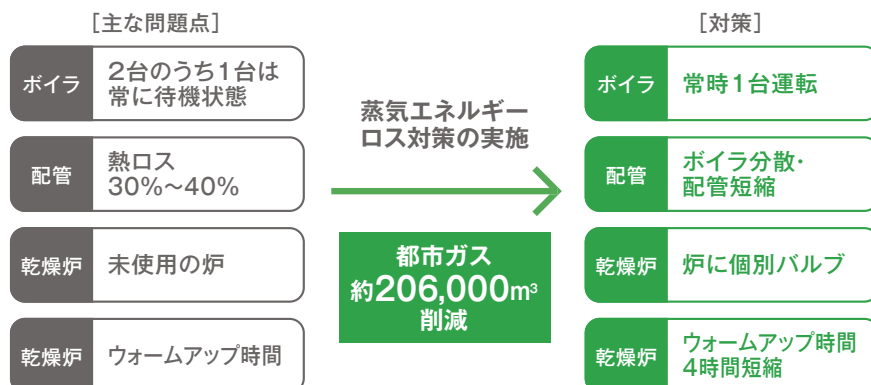 ［主な問題点］
ボイラ
2台のうち1台は
常に待機状態
配管
熱ロス
30%～40%
乾燥炉
未使用の炉
乾燥炉
ウォームアップ時間
蒸気エネルギー
ロス対策の実施
都市ガス
約206,000m³
削減
［対策］
ボイラ
常時1台運転
配管
ボイラ分散・
配管短縮
乾燥炉
炉に個別バルブ
乾燥炉
ウォームアップ時間
4時間短縮